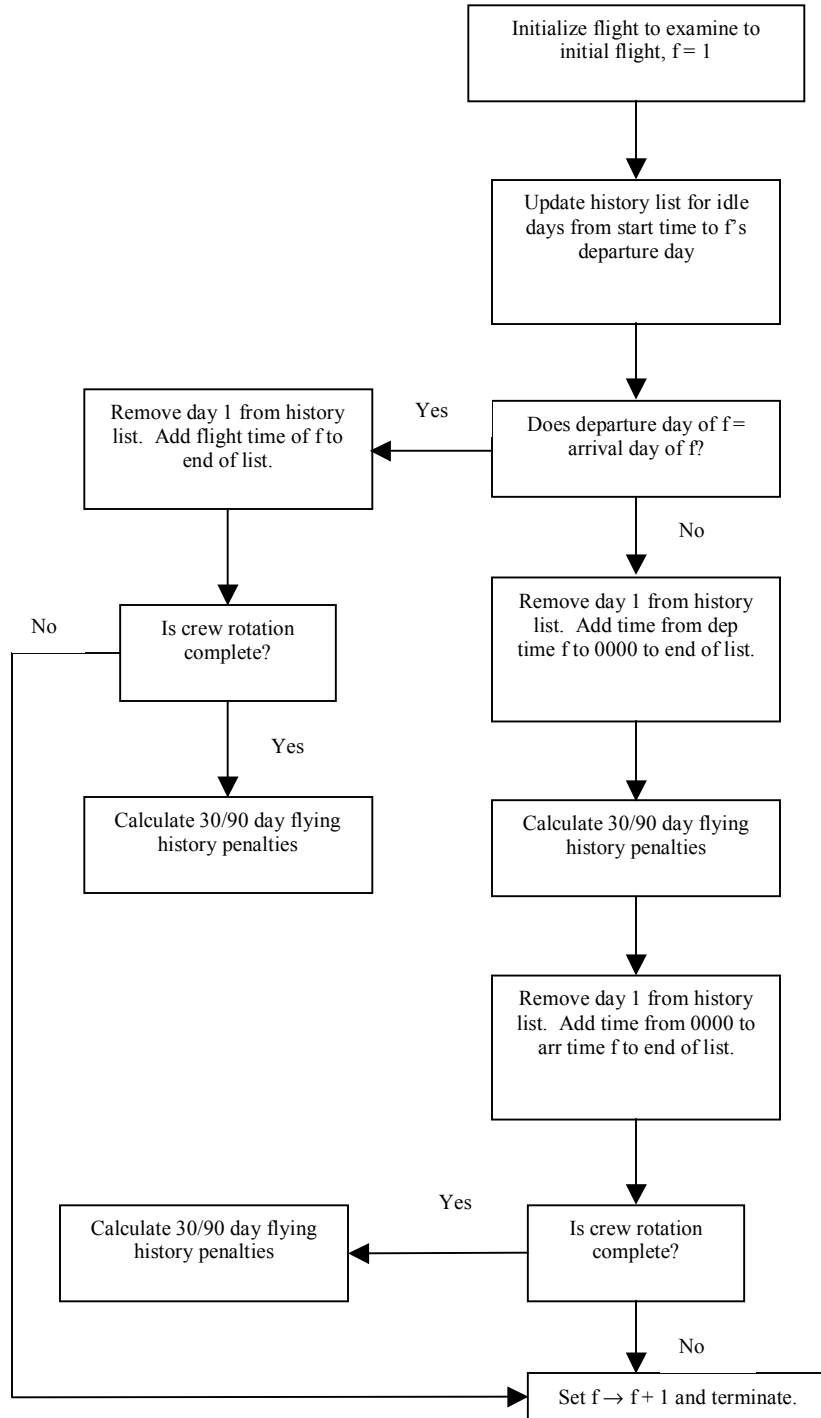 Initialize flight to examine to
initial flight, f = 1
Update history list for idle
days from start time to f’s
departure day
Does departure day of f =
arrival day of f?
Yes
Remove day 1 from history
list.  Add flight time of f to
end of list.
No
Is crew rotation
complete?
Yes
Calculate 30/90 day flying
history penalties
No
Remove day 1 from history
list.  Add time from dep
time f to 0000 to end of list.
Calculate 30/90 day flying
history penalties
Remove day 1 from history
list.  Add time from 0000 to
arr time f to end of list.
Is crew rotation
complete?
Yes
Calculate 30/90 day flying
history penalties
No
Set f → f + 1 and terminate.